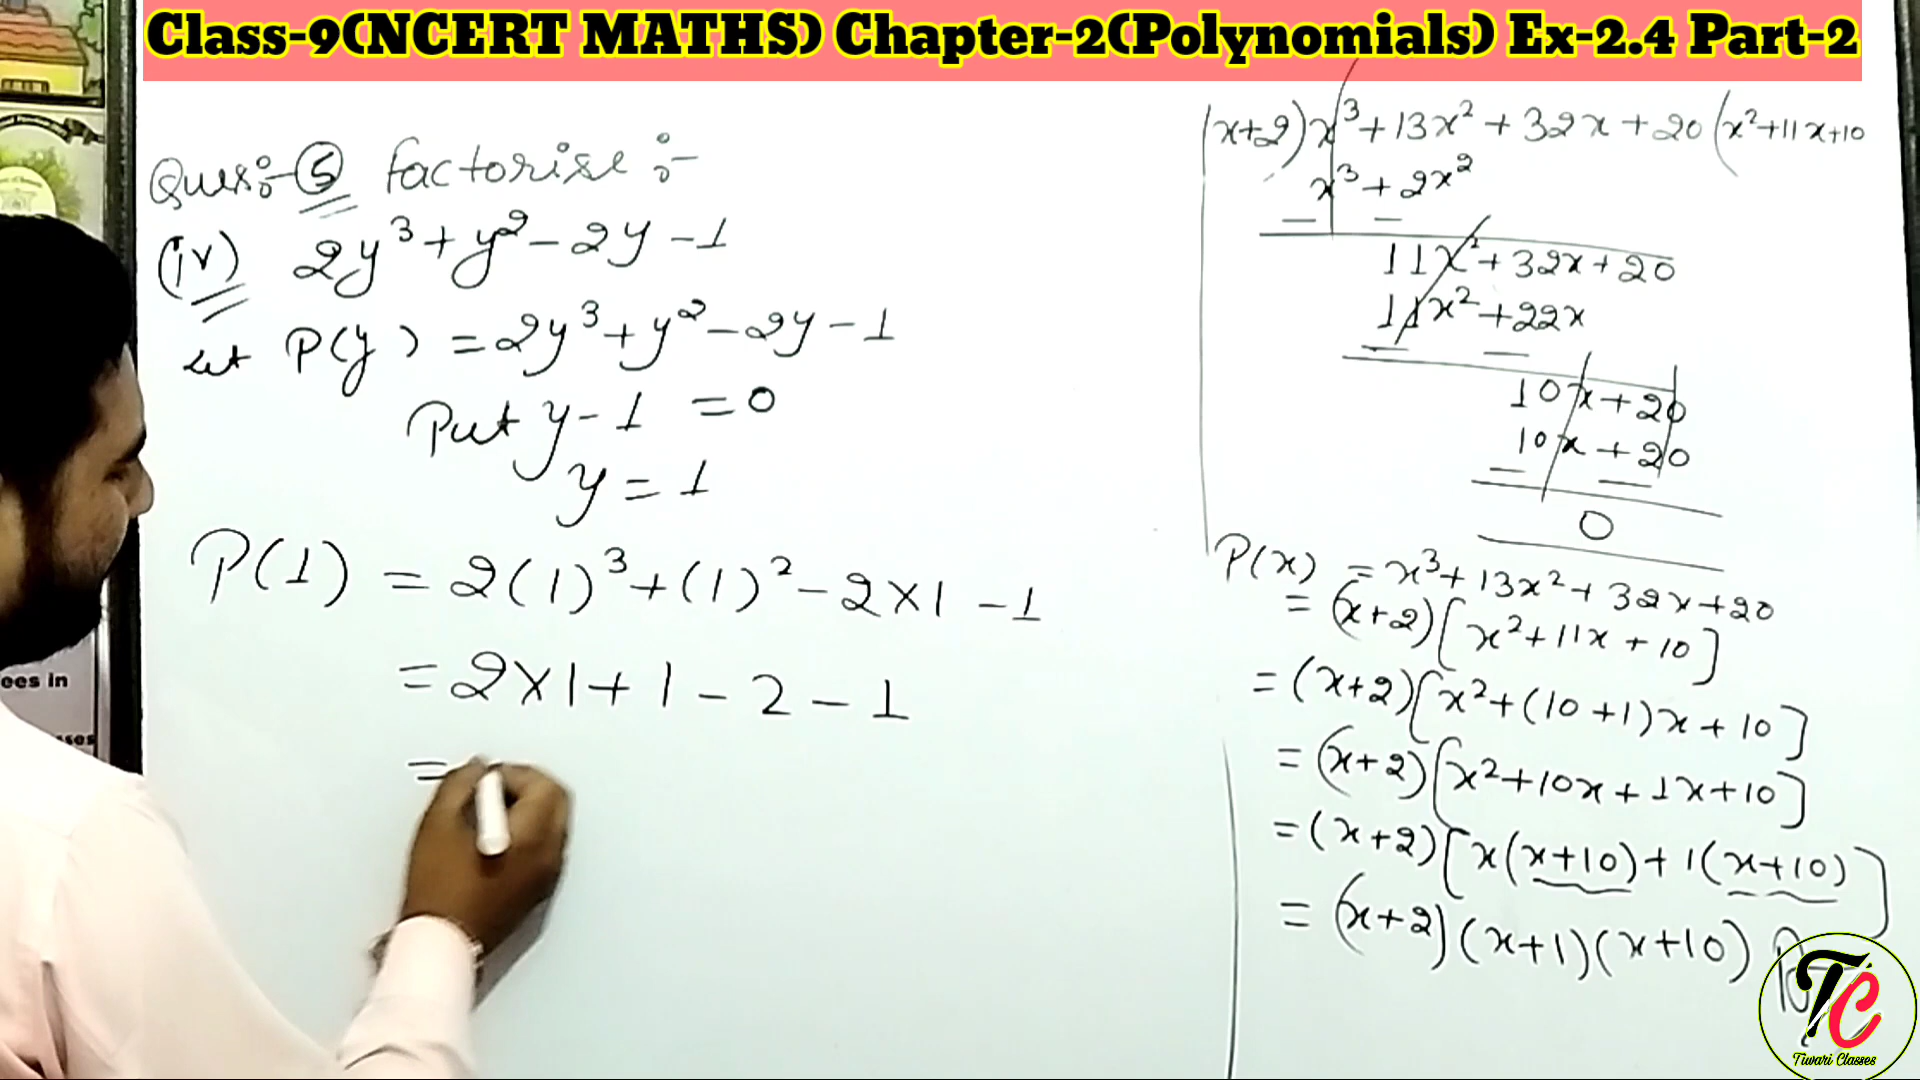 Class-9(NCERT MATHS) Chapter-2(Polynomials) Ex-2.4 Part-2
Ques:-⑤ factorise :-
(iv) 2y³+y²-2y-1
let P(y) = 2y³+y²-2y-1
Put y-1 = 0
y = 1
P(1) = 2(1)³+(1)²-2×1-1
= 2×1+1-2-1
=
x+2)x³+13x²+32x+20(x²+11x+10
x³+2x²
11x²+32x+20
11x²+22x
10x+20
10x+20
0
P(x) = x³+13x²+32x+20
= (x+2)[x²+11x+10]
= (x+2)[x²+(10+1)x+10]
= (x+2)[x²+10x+1x+10]
= (x+2)[x(x+10)+1(x+10)]
= (x+2)(x+1)(x+10)
ees in
sses
TC
Tiwari Classes